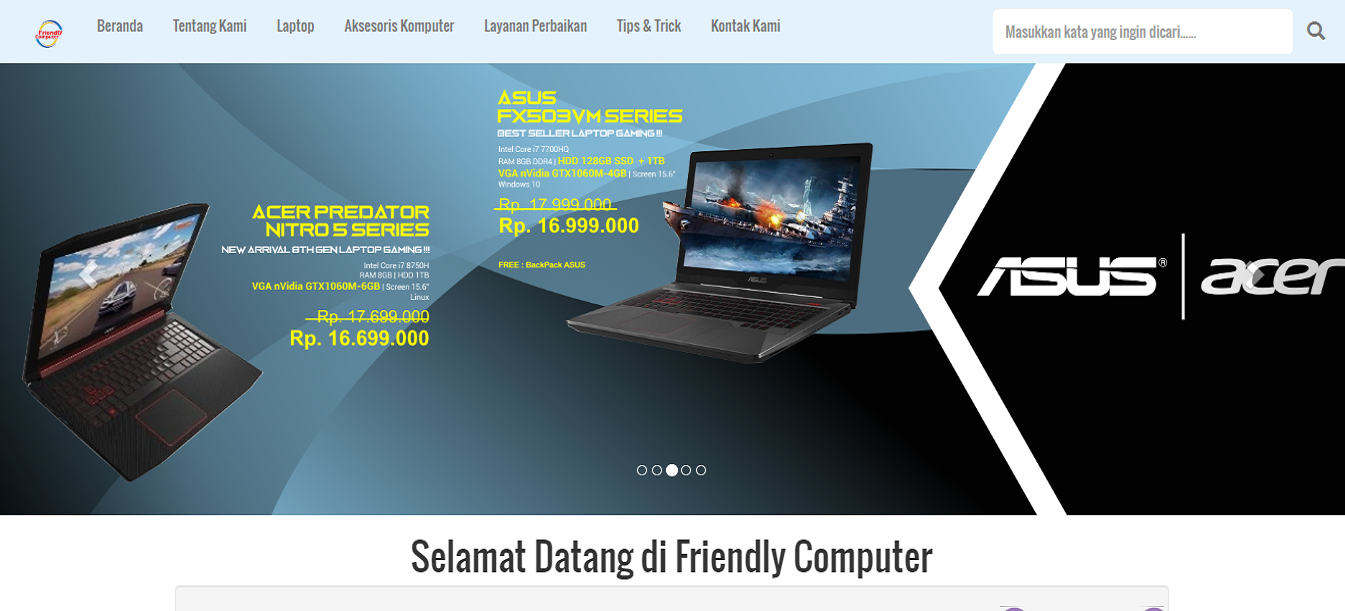 Friendly
Computer
Beranda
Tentang Kami
Laptop
Aksesoris Komputer
Layanan Perbaikan
Tips & Trick
Kontak Kami
Masukkan kata yang ingin dicari......
ACER PREDATOR
NITRO 5 SERIES
NEW ARRIVAL 8TH GEN LAPTOP GAMING !!!
Intel Core i7 8750H
RAM 8GB | HDD 1TB
VGA nVidia GTX1060M-6GB | Screen 15.6"
Linux
Rp. 17.699.000
Rp. 16.699.000
ASUS
FX503VM SERIES
BEST SELLER LAPTOP GAMING !!!
Intel Core i7 7700HQ
RAM 8GB DDR4 | HDD 128GB SSD + 1TB
VGA nVidia GTX1060M-4GB | Screen 15.6"
Windows 10
Rp. 17.999.000
Rp. 16.999.000
FREE : BackPack ASUS
ASUS
ASUS® | acer
Selamat Datang di Friendly Computer